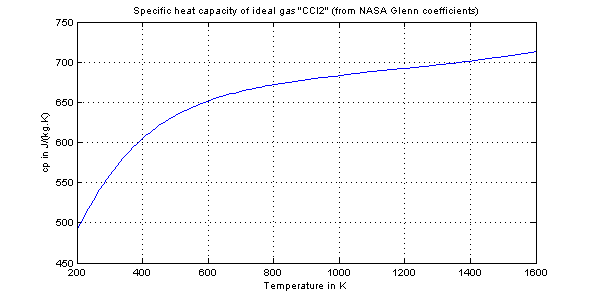 Specific heat capacity of ideal gas "CCl2" (from NASA Glenn coefficients)
cp in J/(kg.K)
750
700
650
600
550
500
450
200 400 600 800 1000 1200 1400 1600
Temperature in K